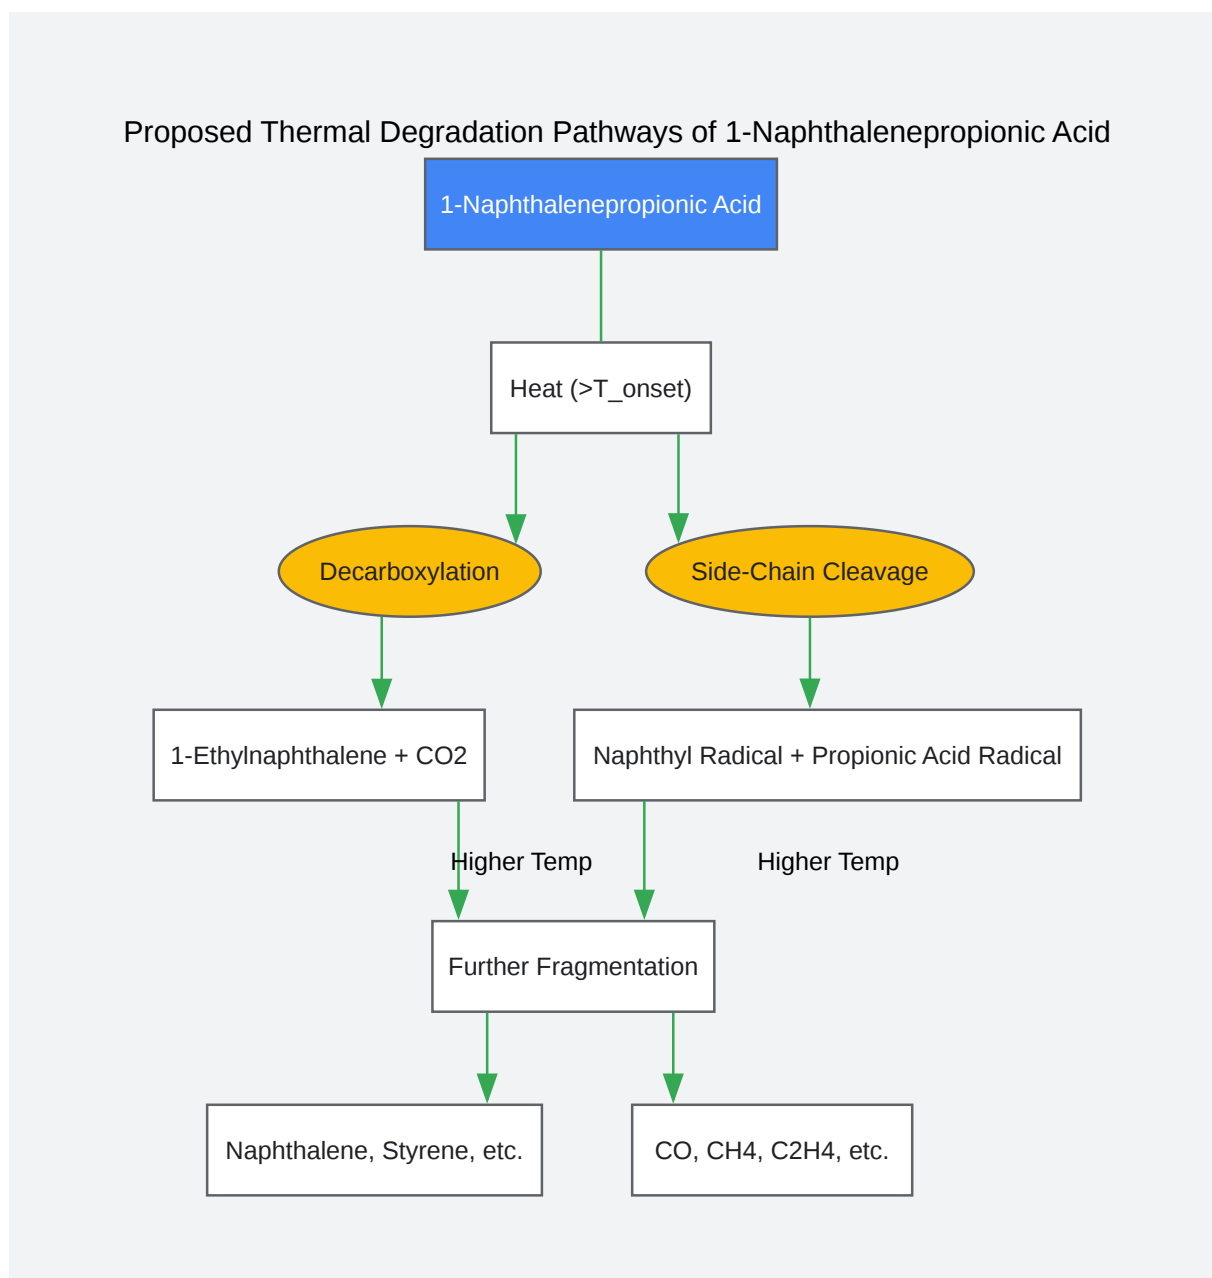 Proposed Thermal Degradation Pathways of 1-Naphthalenepropionic Acid
1-Naphthalenepropionic Acid
Heat (>T_onset)
Decarboxylation
Side-Chain Cleavage
1-Ethylnaphthalene + CO2
Naphthyl Radical + Propionic Acid Radical
Higher Temp
Higher Temp
Further Fragmentation
Naphthalene, Styrene, etc.
CO, CH4, C2H4, etc.